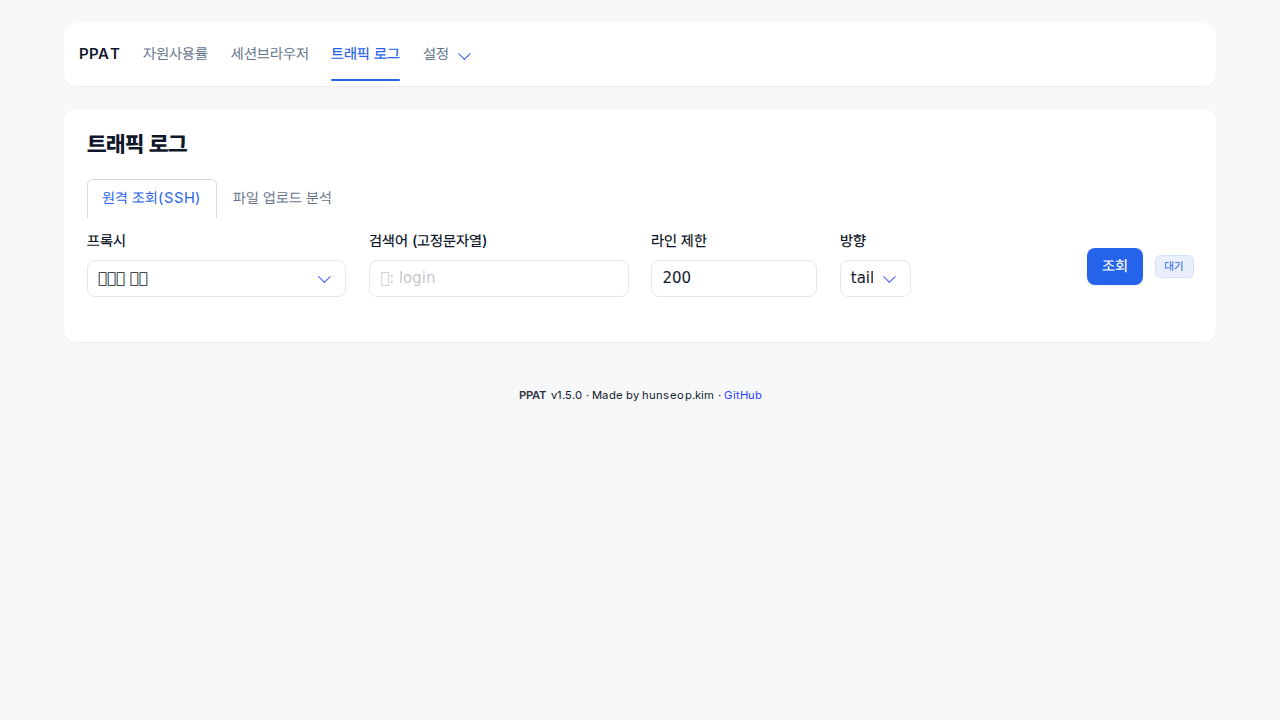 PPAT 자원사용률 세션브라우저 트래픽 로그 설정
트래픽 로그
원격 조회(SSH) 파일 업로드 분석
프록시 검색어 (고정문자열) 라인 제한 방향
: login 200 tail 조회 대기
PPAT v1.5.0 · Made by hunseop.kim · GitHub